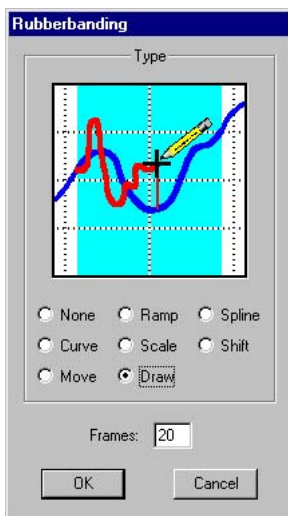 Rubberbanding
Type
None Ramp Spline
Curve Scale Shift
Move Draw
Frames: 20
OK Cancel